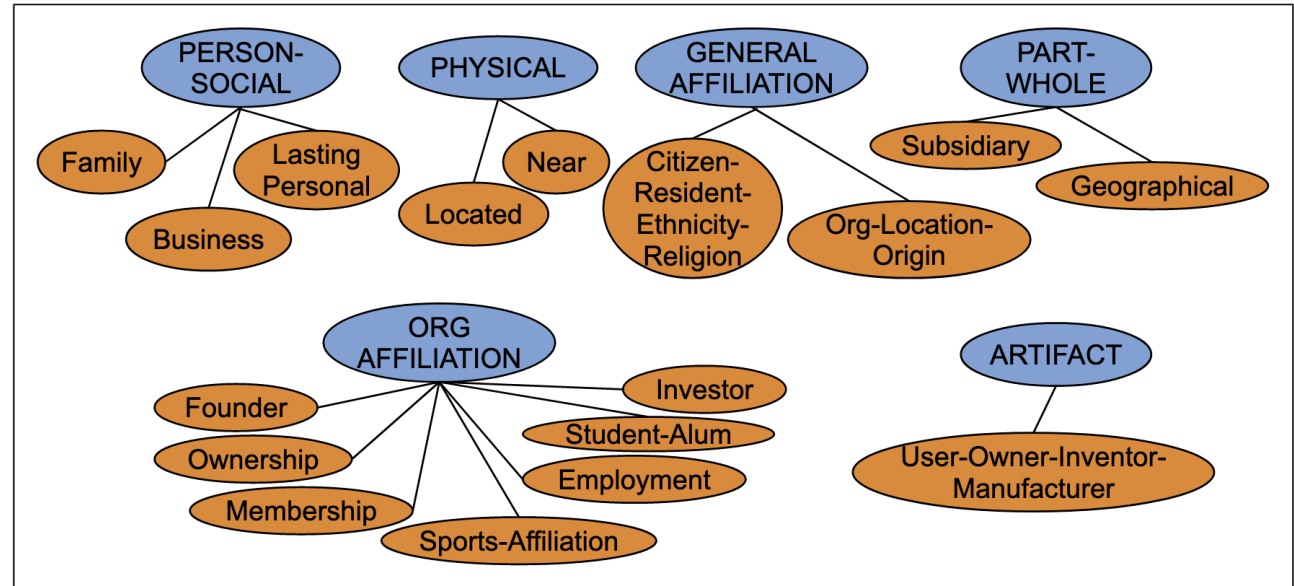 PERSON-
SOCIAL
PHYSICAL
GENERAL
AFFILIATION
PART-
WHOLE
Family
Lasting
Personal
Business
Near
Located
Citizen-
Resident-
Ethnicity-
Religion
Org-Location-
Origin
Subsidiary
Geographical
ORG
AFFILIATION
ARTIFACT
Founder
Ownership
Membership
Sports-Affiliation
Employment
Student-Alum
Investor
User-Owner-Inventor-
Manufacturer